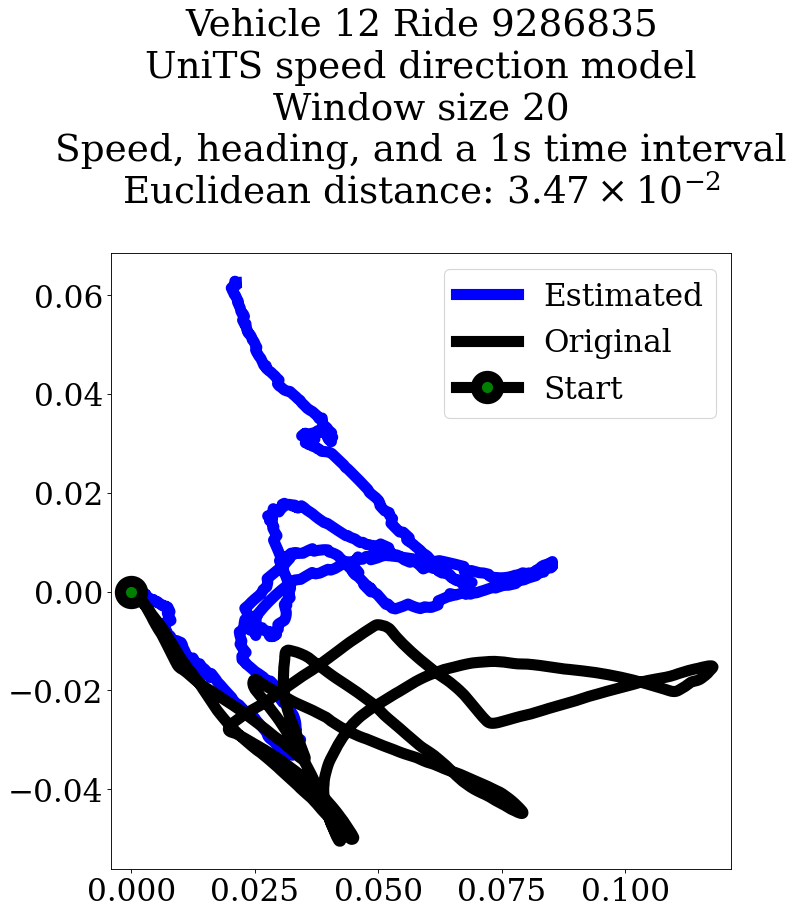 Vehicle 12 Ride 9286835
UniTS speed direction model
Window size 20
Speed, heading, and a 1s time interval
Euclidean distance: 3.47 × 10⁻²
Estimated
Original
Start
0.06
0.04
0.02
0.00
−0.02
−0.04
0.000 0.025 0.050 0.075 0.100